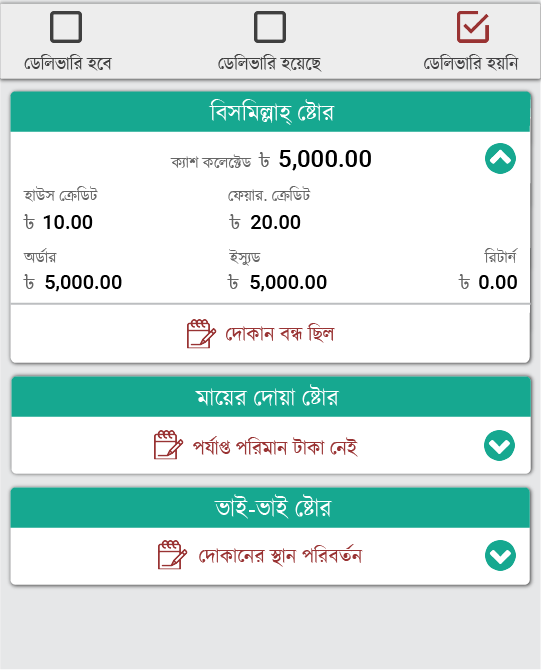 ডেলিভারি হবে ডেলিভারি হয়েছে ডেলিভারি হয়নি
বিসমিল্লাহ্ ষ্টোর
ক্যাশ কলেক্টেড ৳ 5,000.00
হাউস ক্রেডিট ফেয়ার. ক্রেডিট
৳ 10.00 ৳ 20.00
অর্ডার ইস্যুড রিটার্ন
৳ 5,000.00 ৳ 5,000.00 ৳ 0.00
দোকান বন্ধ ছিল
মায়ের দোয়া ষ্টোর
পর্যাপ্ত পরিমান টাকা নেই
ভাই-ভাই ষ্টোর
দোকানের স্থান পরিবর্তন